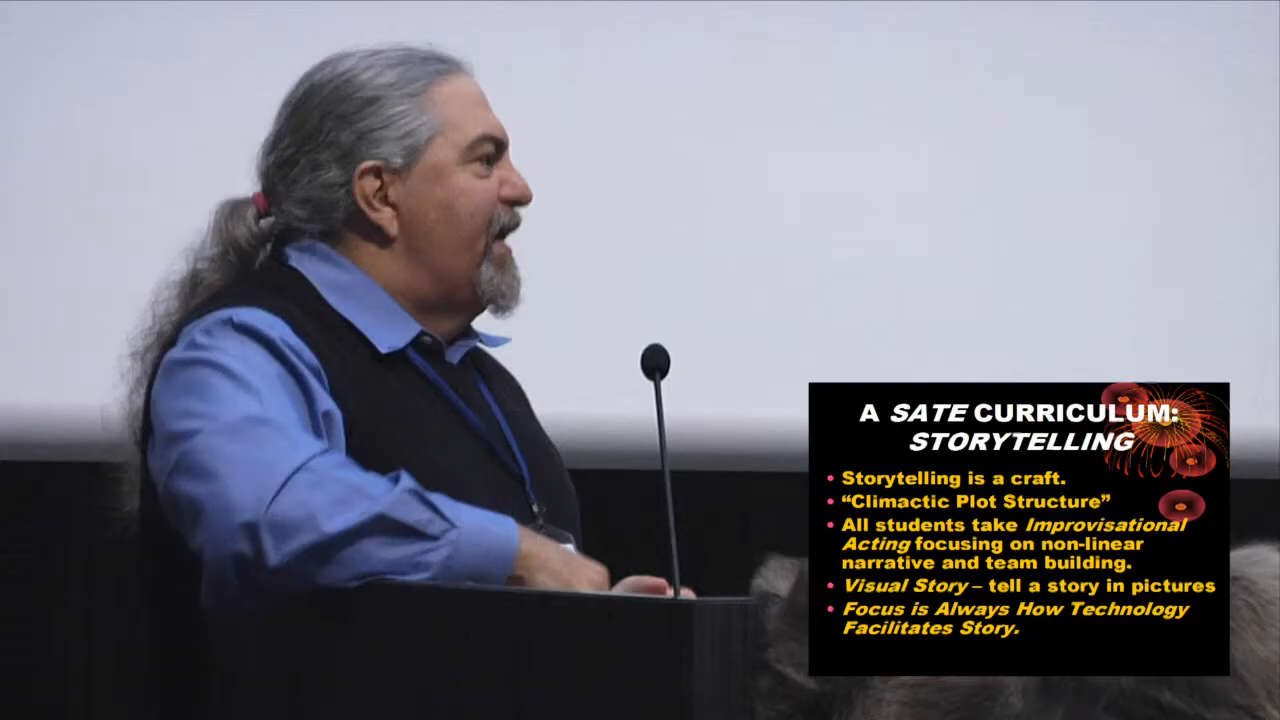 A SATE CURRICULUM:
STORYTELLING
• Storytelling is a craft.
• “Climactic Plot Structure”
• All students take Improvisational
Acting focusing on non-linear
narrative and team building.
• Visual Story – tell a story in pictures
• Focus is Always How Technology
Facilitates Story.